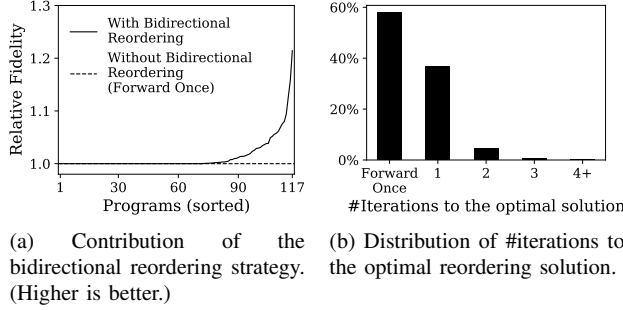 1.3
1.2
1.1
1.0
Relative Fidelity
With Bidirectional
Reordering
Without Bidirectional
Reordering
(Forward Once)
1 30 60 90 117
Programs (sorted)
(a) Contribution of the
bidirectional reordering strategy.
(Higher is better.)
60%
40%
20%
0%
Forward
Once
1 2 3 4+
#Iterations to the optimal solution
(b) Distribution of #iterations to
the optimal reordering solution.